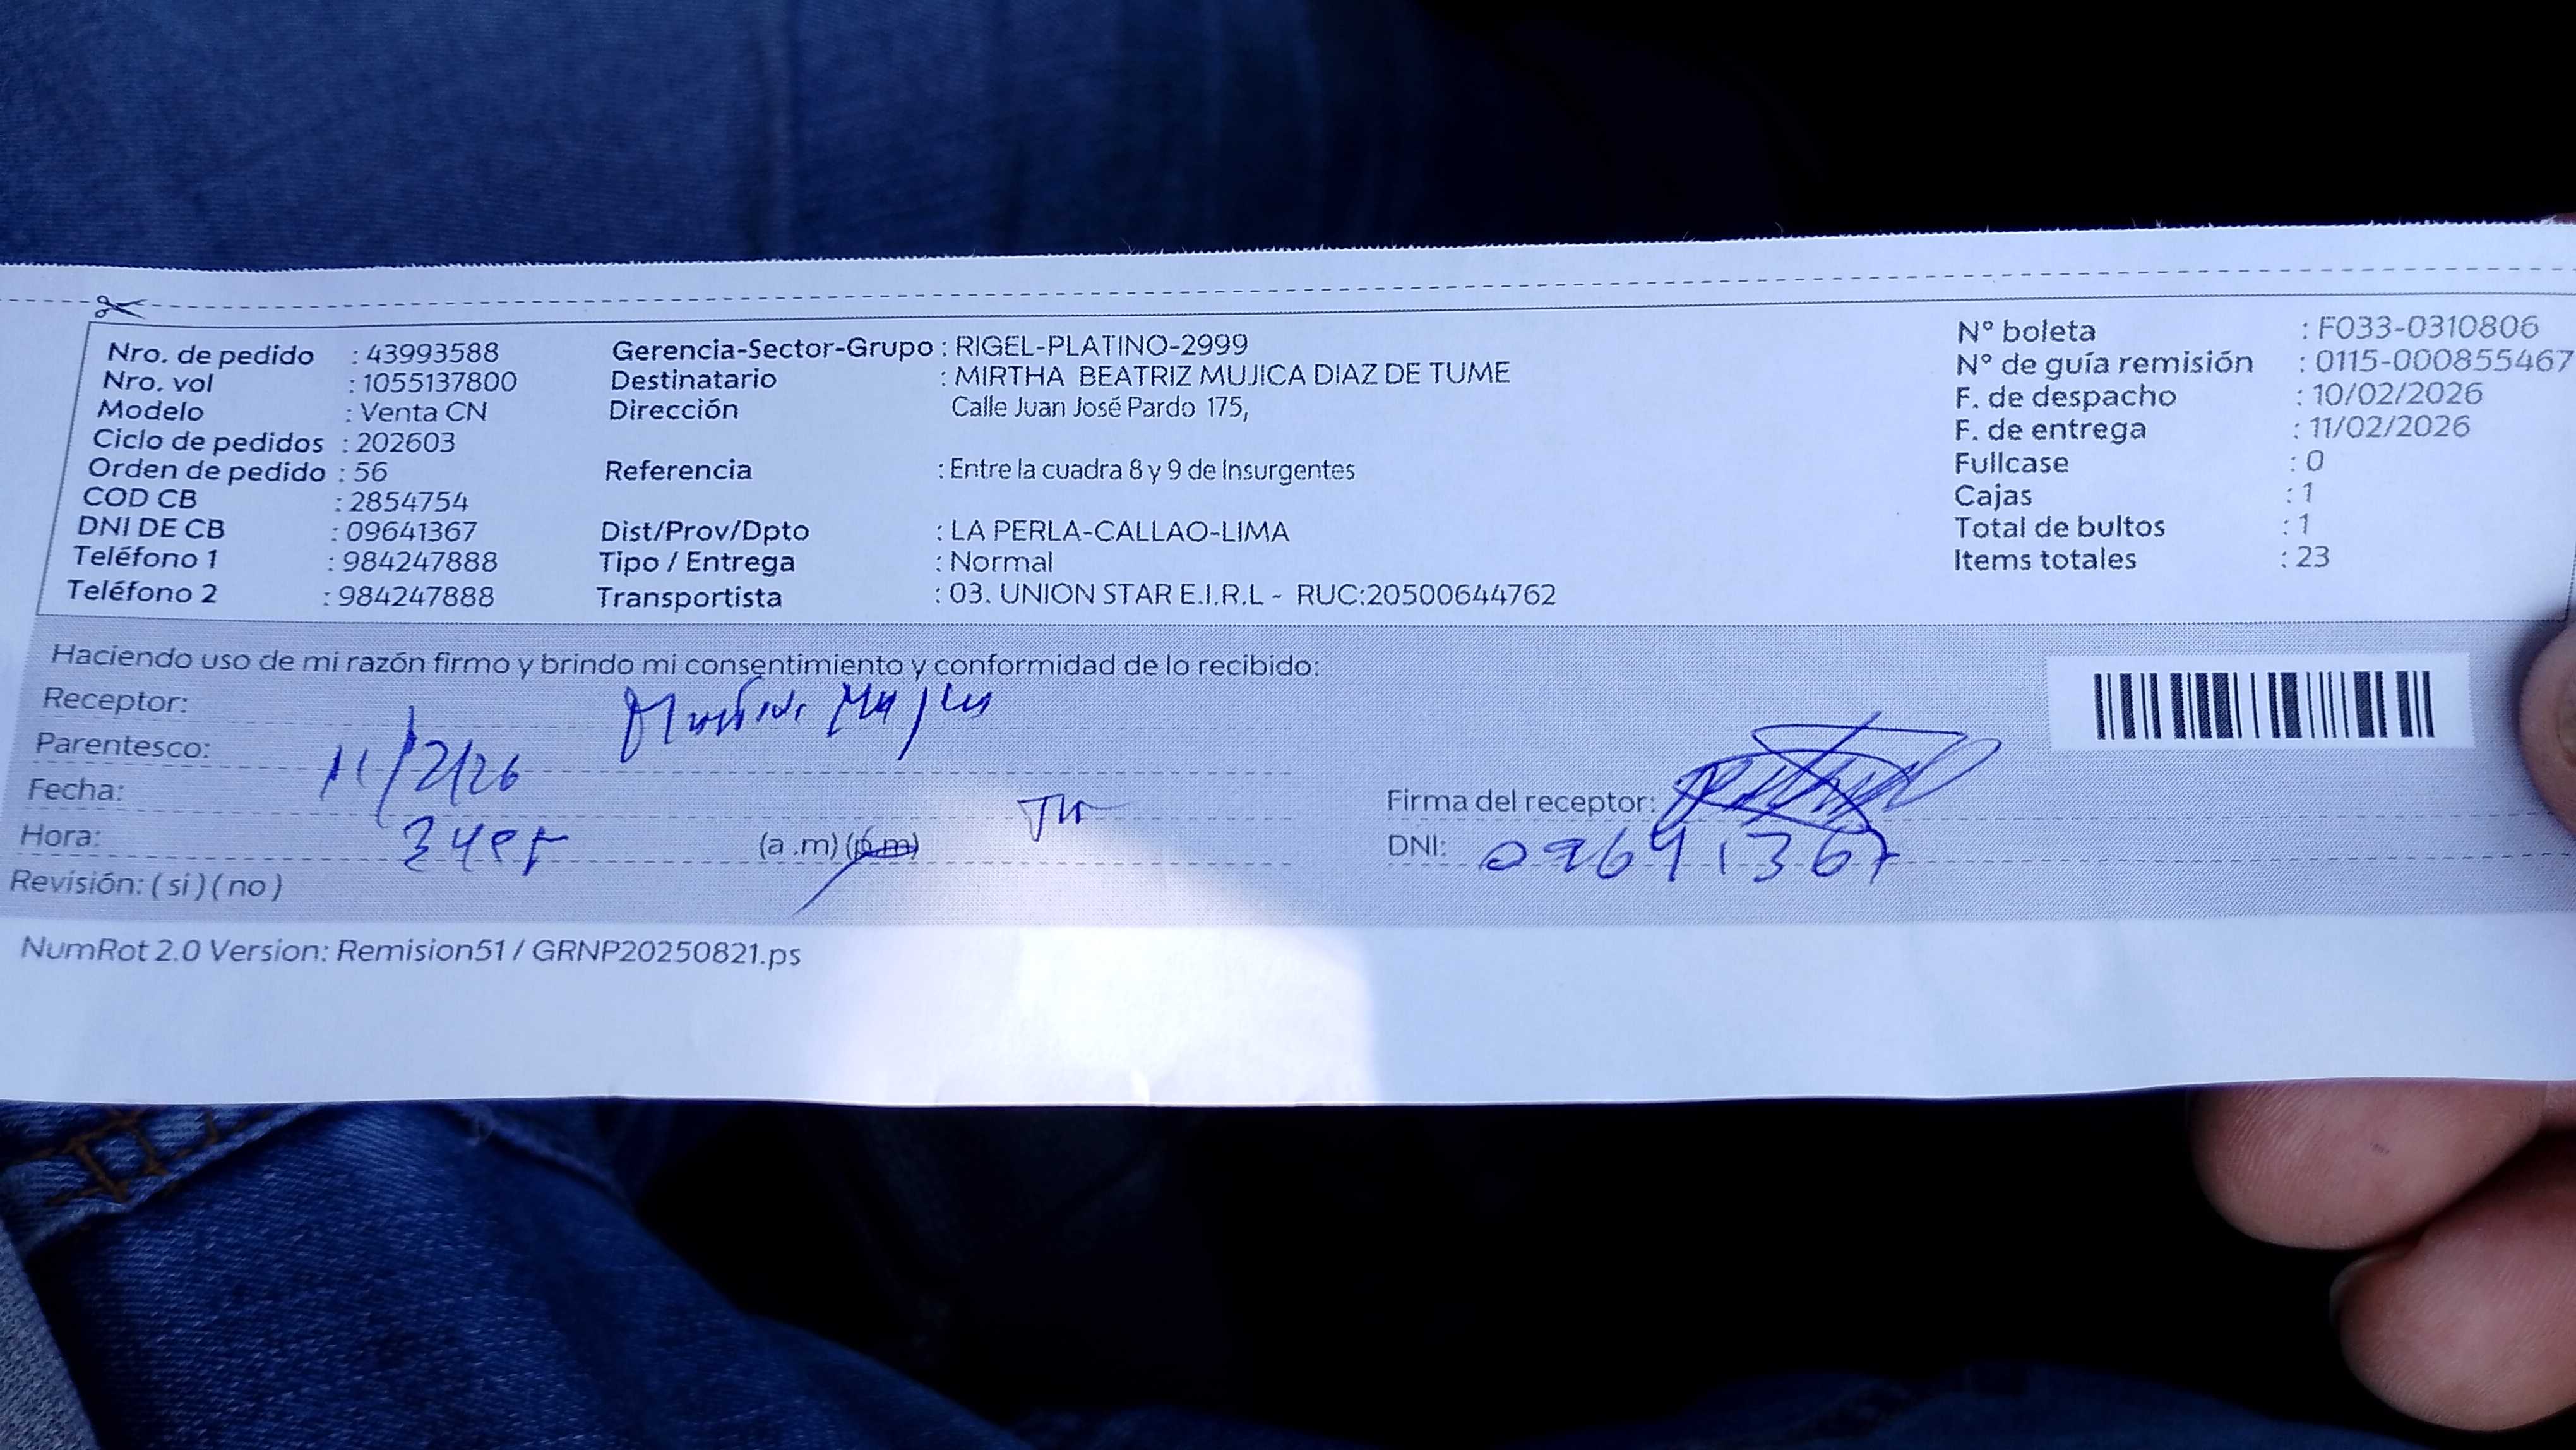 Nro. de pedido : 43993588
Nro. vol : 1055137800
Modelo : Venta CN
Ciclo de pedidos : 202603
Orden de pedido : 56
COD CB : 2854754
DNI DE CB : 09641367
Teléfono 1 : 984247888
Teléfono 2 : 984247888
Gerencia-Sector-Grupo : RIGEL-PLATINO-2999
Destinatario : MIRTHA BEATRIZ MUJICA DIAZ DE TUME
Dirección Calle Juan José Pardo 175,
Referencia : Entre la cuadra 8 y 9 de Insurgentes
Dist/Prov/Dpto : LA PERLA-CALLAO-LIMA
Tipo / Entrega : Normal
Transportista : 03. UNION STAR E.I.R.L - RUC:20500644762
N° boleta : F033-0310806
N° de guía remisión : 0115-000855467
F. de despacho : 10/02/2026
F. de entrega : 11/02/2026
Fullcase : 0
Cajas : 1
Total de bultos : 1
Items totales : 23
Haciendo uso de mi razón firmo y brindo mi consentimiento y conformidad de lo recibido:
Receptor:
Parentesco:
Fecha: 11/2/26
Hora: (a .m) (p.m)
Revisión: ( si ) ( no )
Firma del receptor:
DNI: 09641367
NumRot 2.0 Version: Remision51 / GRNP20250821.ps